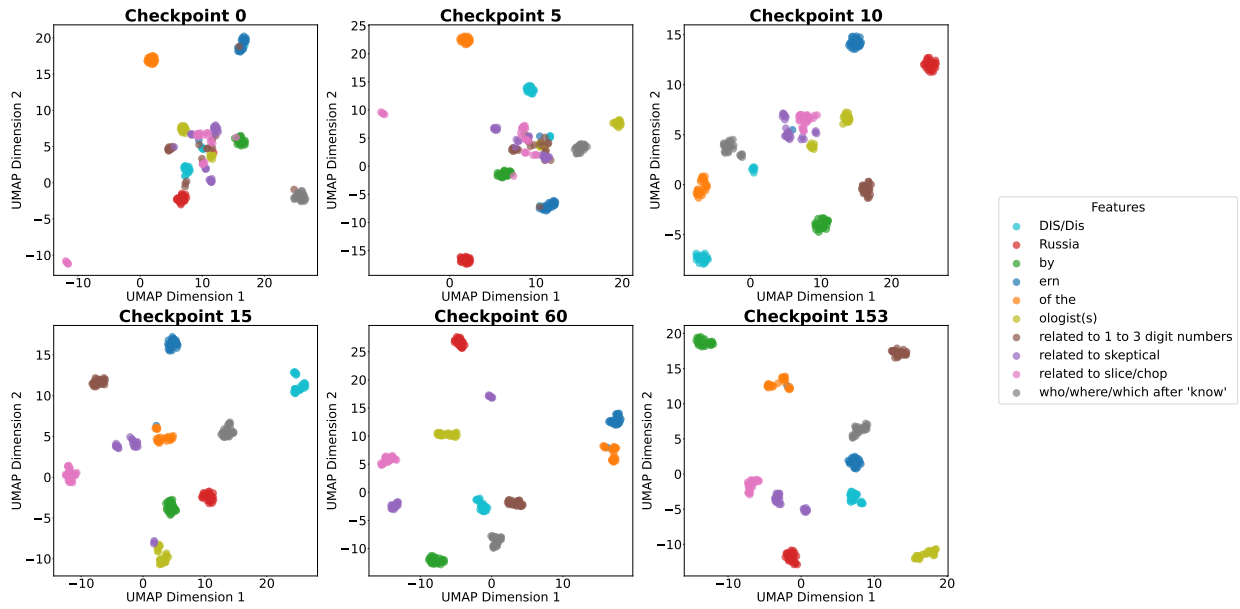 Checkpoint 0
Checkpoint 5
Checkpoint 10
UMAP Dimension 2
20
15
10
5
0
−5
−10
−10
0
10
20
UMAP Dimension 1
UMAP Dimension 2
25
20
15
10
5
0
−5
−10
−15
0
10
20
UMAP Dimension 1
UMAP Dimension 2
15
10
5
0
−5
0
10
20
UMAP Dimension 1
Checkpoint 15
Checkpoint 60
Checkpoint 153
UMAP Dimension 2
15
10
5
0
−5
−10
−10
0
10
20
UMAP Dimension 1
UMAP Dimension 2
25
20
15
10
5
0
−5
−10
−10
0
10
UMAP Dimension 1
UMAP Dimension 2
20
15
10
5
0
−5
−10
−10
0
10
20
UMAP Dimension 1
Features
DIS/Dis
Russia
by
ern
of the
ologist(s)
related to 1 to 3 digit numbers
related to skeptical
related to slice/chop
who/where/which after 'know'